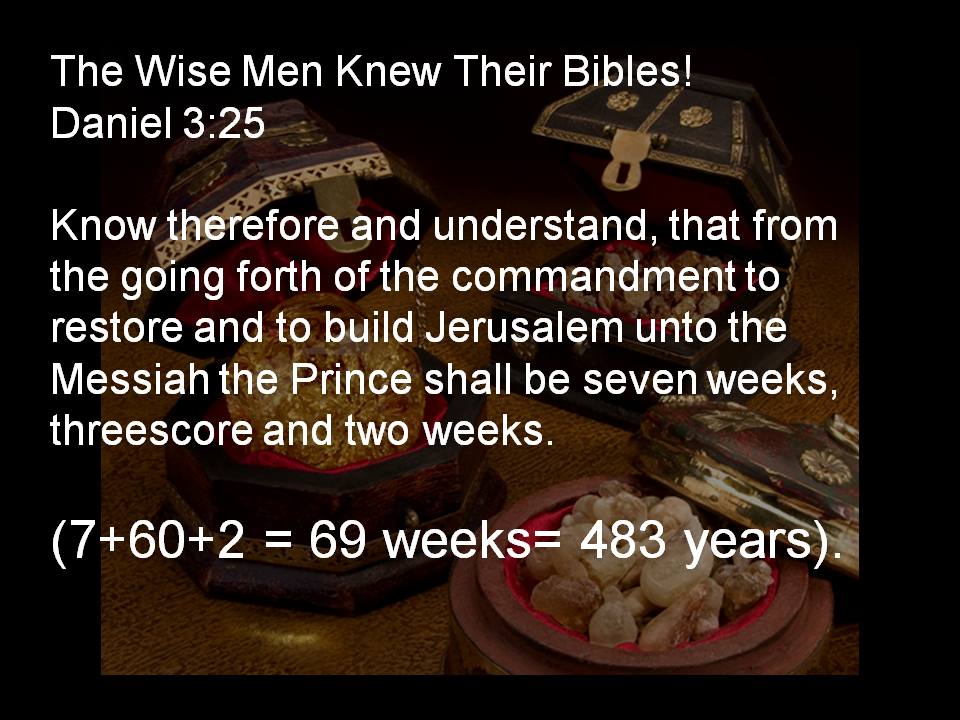 The Wise Men Knew Their Bibles!
Daniel 3:25
Know therefore and understand, that from
the going forth of the commandment to
restore and to build Jerusalem unto the
Messiah the Prince shall be seven weeks,
threescore and two weeks.
(7+60+2 = 69 weeks= 483 years).